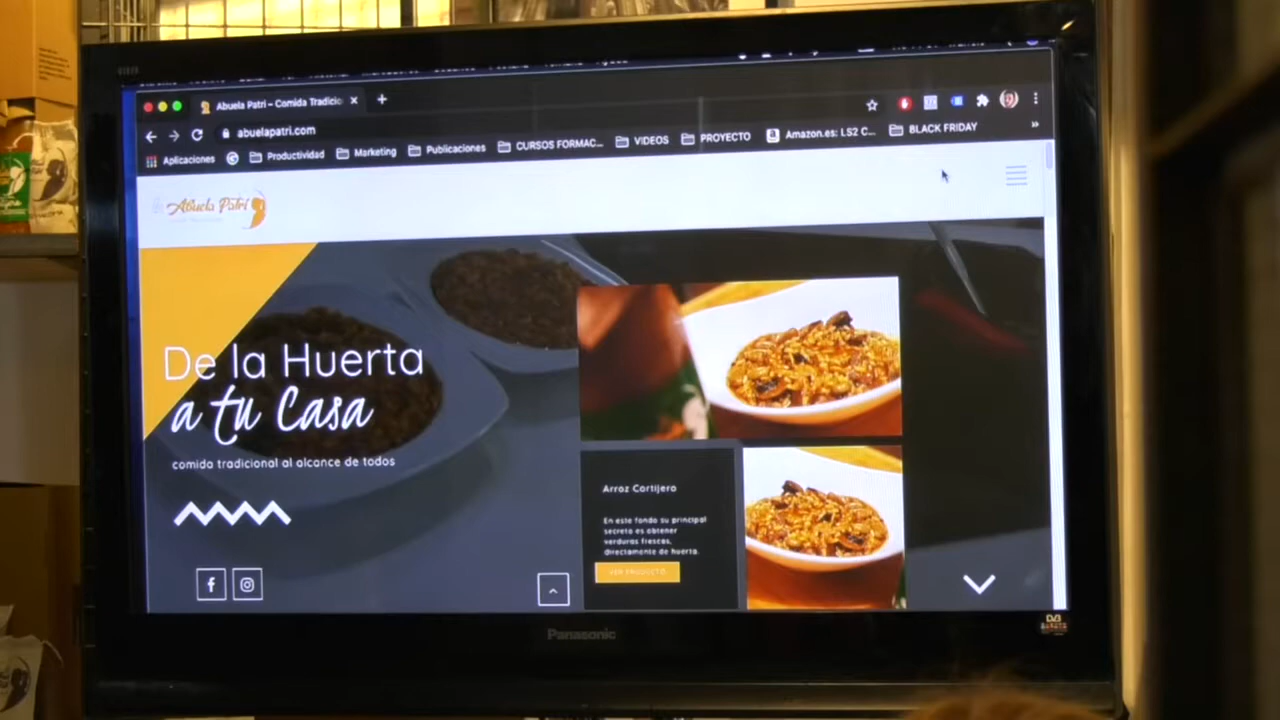 Abuela Patri – Comida Tradicio
abuelapatri.com
Aplicaciones
Productividad
Marketing
Publicaciones
CURSOS FORMAC...
VIDEOS
PROYECTO
Amazon.es: LS2 C...
BLACK FRIDAY
Abuela Patri
De la Huerta
a tu Casa
comida tradicional al alcance de todos
Arroz Cortijero
En este fondo su principal
secreto es obtener
verduras frescas,
directamente de huerta.
VER PRODUCTO
Panasonic